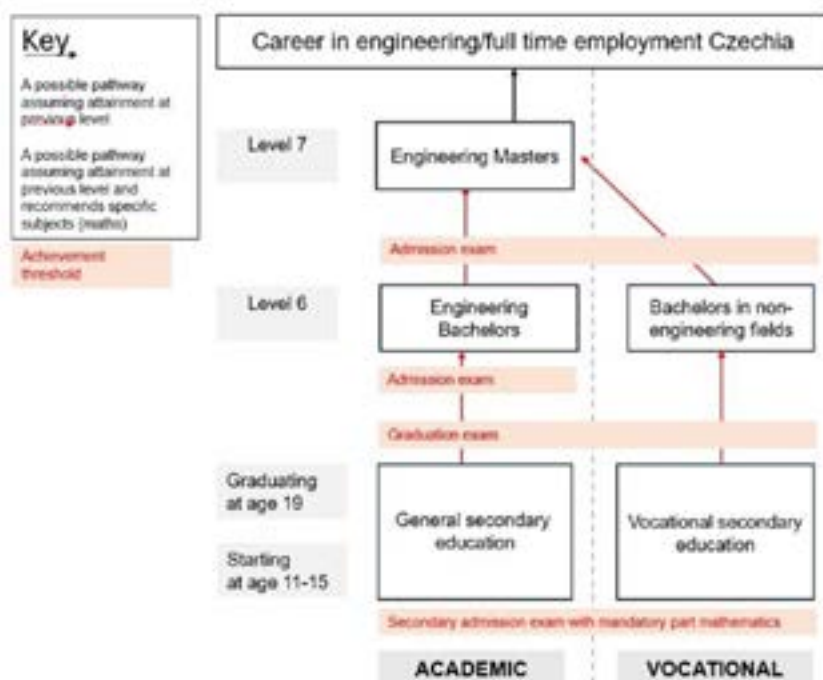 Key
A possible pathway
assuming attainment at
previous level
A possible pathway
assuming attainment at
previous level and
recommends specific
subjects (maths)
Achievement
threshold
Career in engineering/full time employment Czechia
Level 7
Engineering Masters
Admission exam
Level 6
Engineering
Bachelors
Bachelors in non-
engineering fields
Admission exam
Graduation exam
Graduating
at age 19
General secondary
education
Vocational secondary
education
Starting
at age 11-15
Secondary admission exam with mandatory part mathematics
ACADEMIC
VOCATIONAL